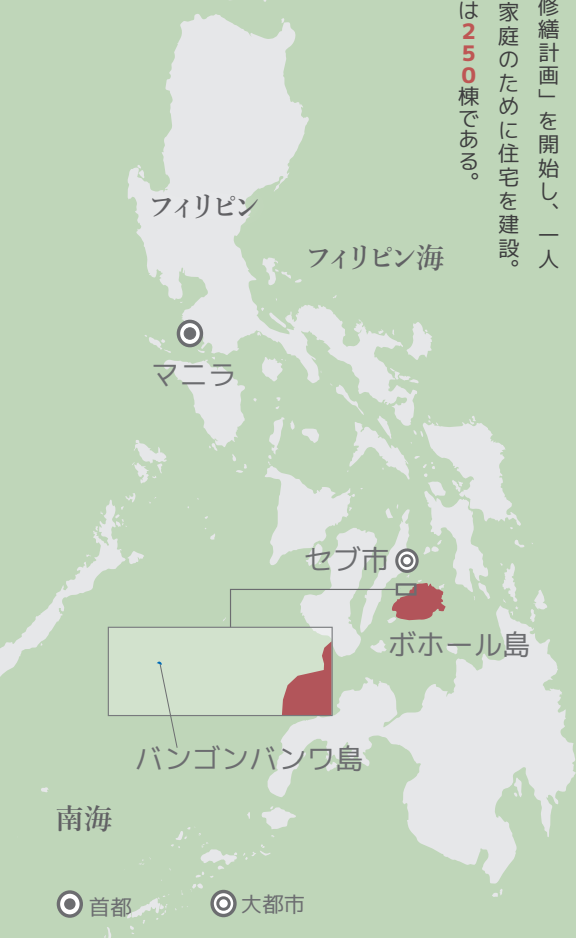 修繕計画」を開始し、一人
家庭のために住宅を建設。
は250棟である。
フィリピン
フィリピン海
マニラ
セブ市
ボホール島
バンゴンバンワ島
南海
首都
大都市